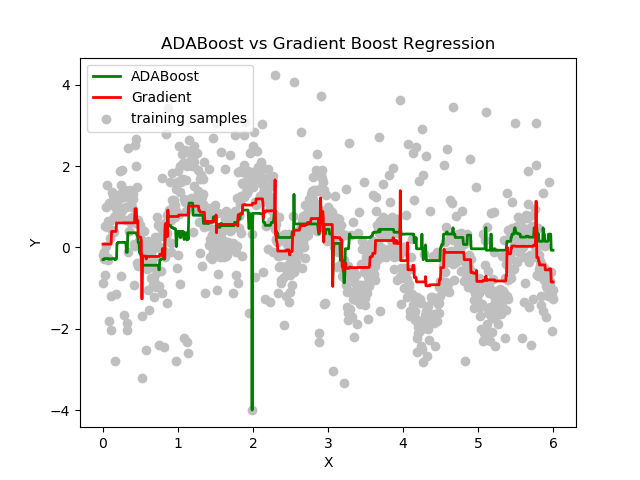 ADABoost vs Gradient Boost Regression
ADABoost
Gradient
training samples
4
2
0
−2
−4
Y
0 1 2 3 4 5 6
X